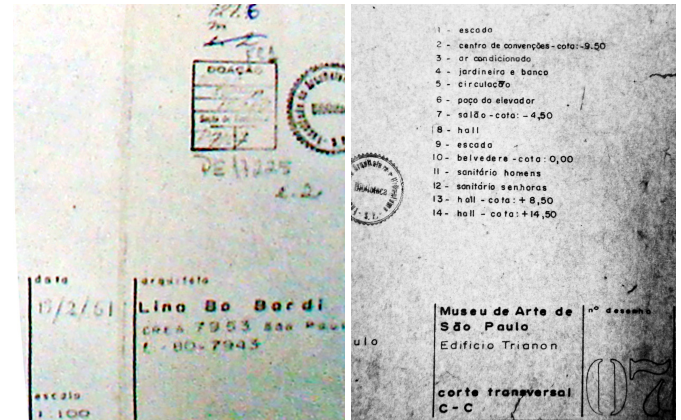 DOAÇÃO
data
arquiteto
Lina Bo Bardi
CREA 7953 São Paulo
t.-80-7943
escala
1:100
1 - escada
2 - centro de convenções - cota: -9.50
3 - ar condicionado
4 - jardineira e banco
5 - circulação
6 - poço do elevador
7 - salão - cota: - 4,50
8 - hall
9 - escada
10 - belvedere - cota: 0,00
11 - sanitário homens
12 - sanitário senhoras
13 - hall - cota: + 8,50
14 - hall - cota: +14,50
Biblioteca
ulo
Museu de Arte de
São Paulo
Edificio Trianon
nº desenho
07
corte transversal
C - C